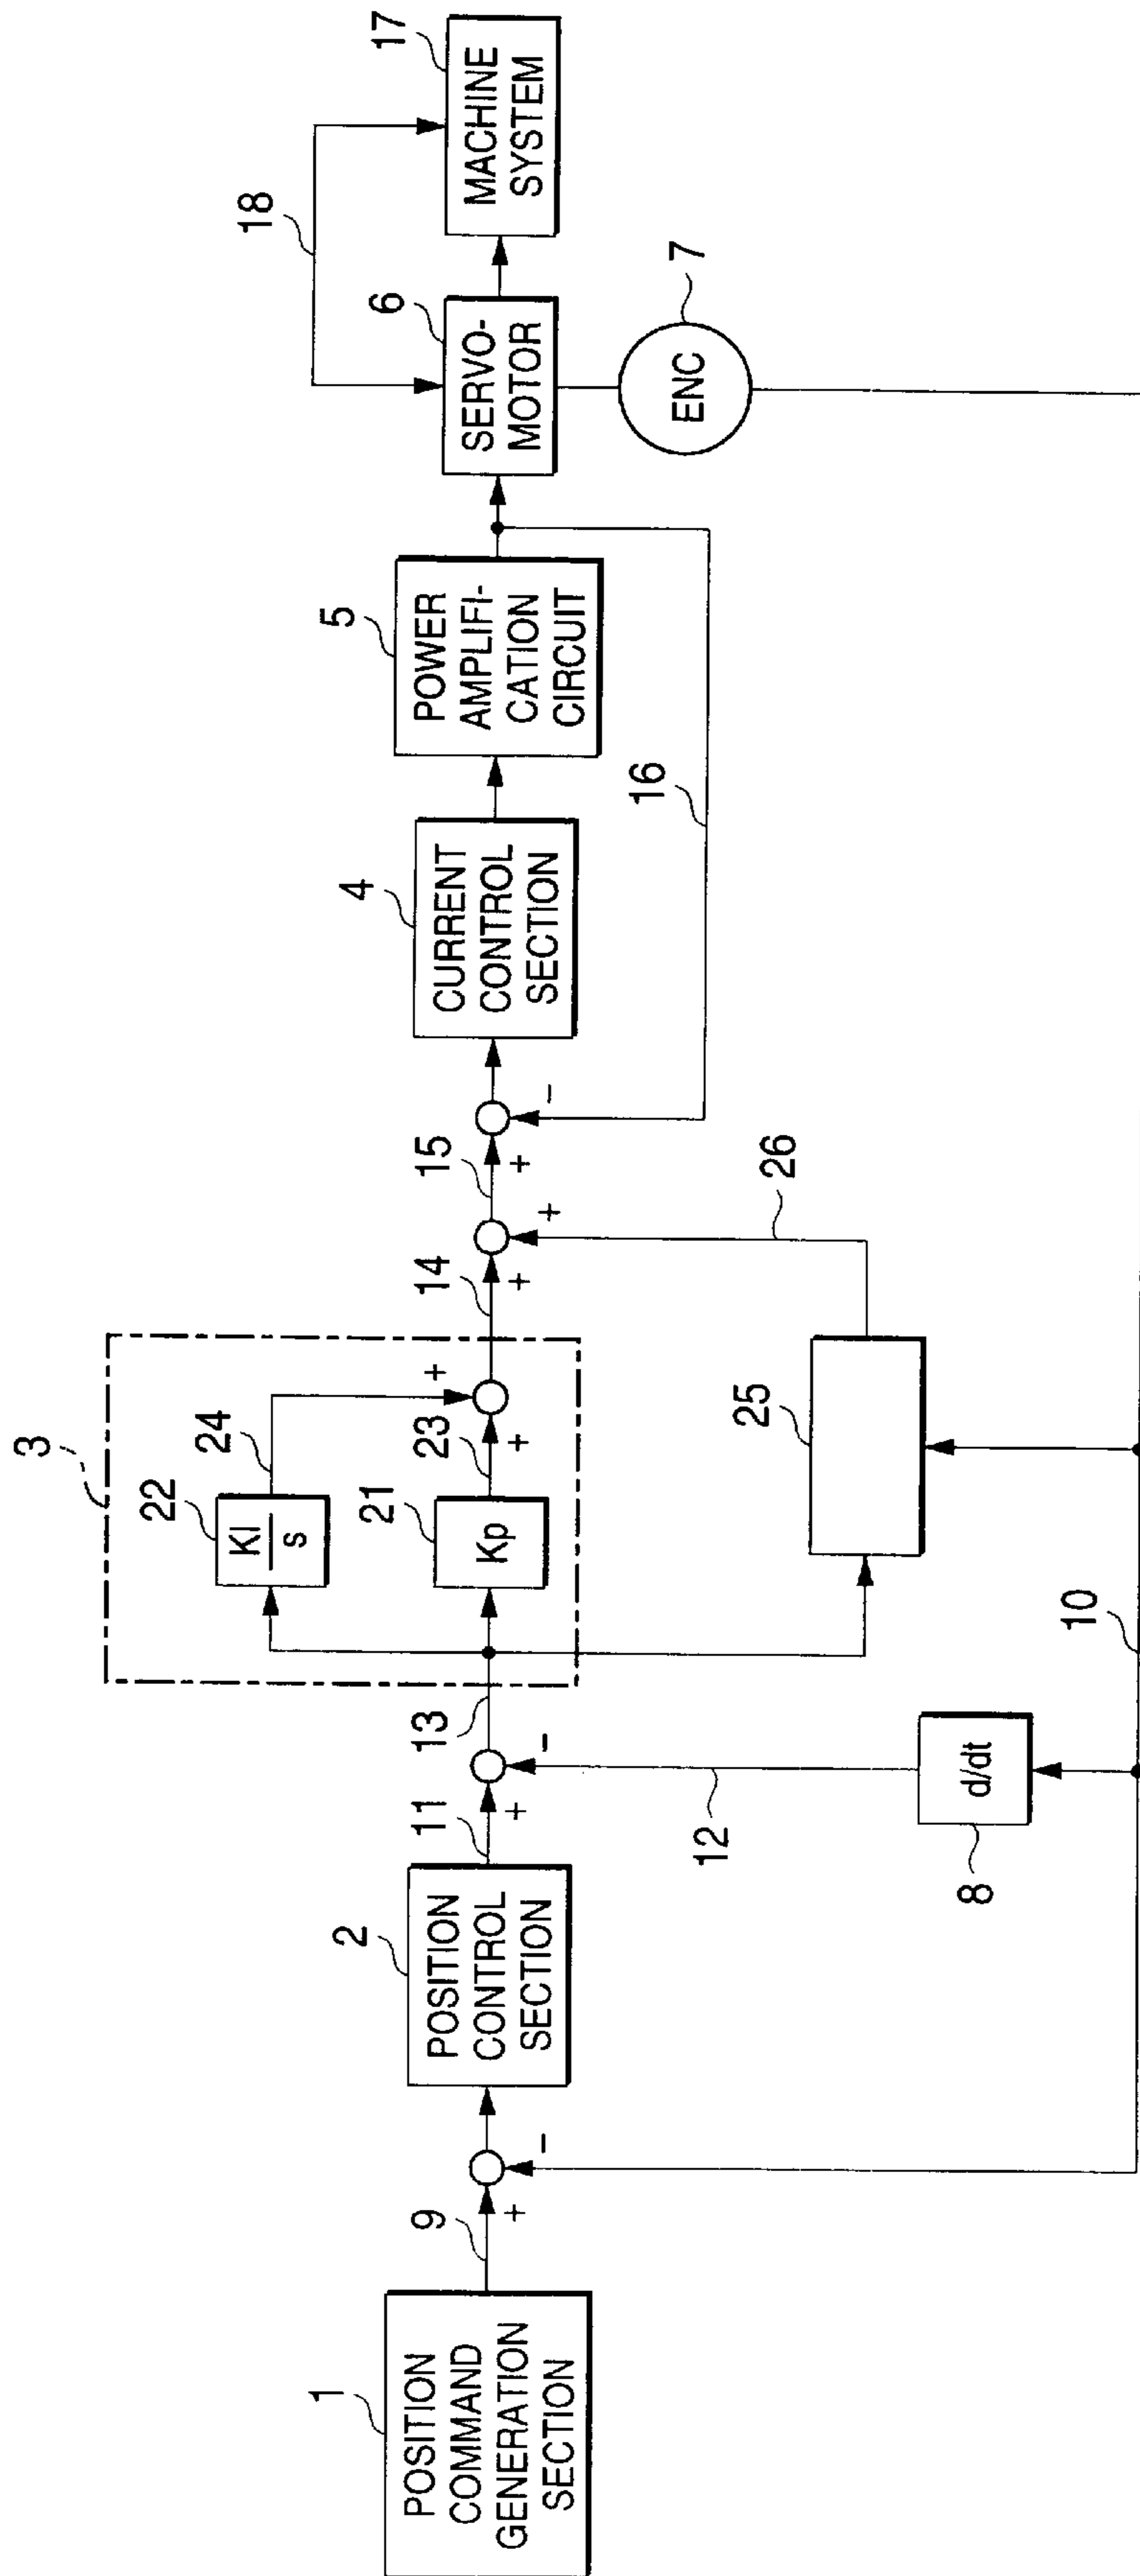 1
POSITION
COMMAND
GENERATION
SECTION
9
+
-
2
POSITION
CONTROL
SECTION
11
+
-
13
12
8
d/dt
10
3
22
KI
s
24
+
21
Kp
23
+
14
+
+
25
26
15
+
-
4
CURRENT
CONTROL
SECTION
16
5
POWER
AMPLIFI-
CATION
CIRCUIT
6
SERVO-
MOTOR
7
ENC
18
17
MACHINE
SYSTEM